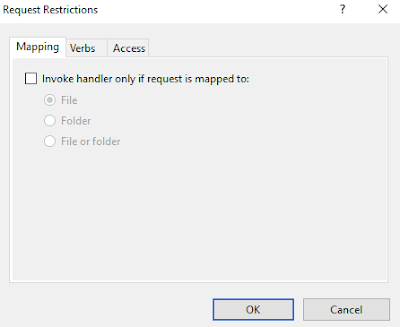 Request Restrictions ?
Mapping Verbs Access
Invoke handler only if request is mapped to:
File
Folder
File or folder
OK Cancel